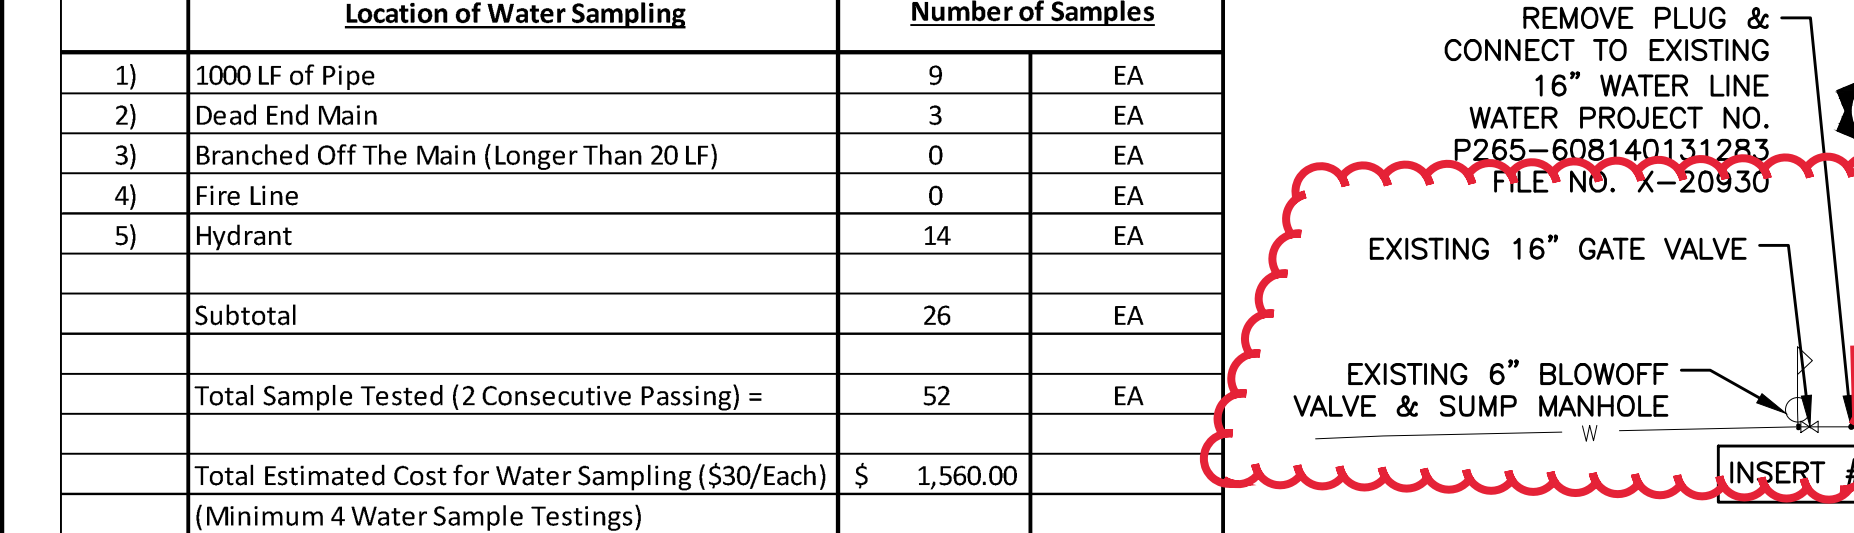 Location of Water Sampling Number of Samples
1) 1000 LF of Pipe 9 EA
2) Dead End Main 3 EA
3) Branched Off The Main (Longer Than 20 LF) 0 EA
4) Fire Line 0 EA
5) Hydrant 14 EA
Subtotal 26 EA
Total Sample Tested (2 Consecutive Passing) = 52 EA
Total Estimated Cost for Water Sampling ($30/Each) $ 1,560.00
(Minimum 4 Water Sample Testings)
REMOVE PLUG &
CONNECT TO EXISTING
16" WATER LINE
WATER PROJECT NO.
P265-608140131283
FILE NO. X-20930
EXISTING 16" GATE VALVE
EXISTING 6" BLOWOFF
VALVE & SUMP MANHOLE
W
INSERT #